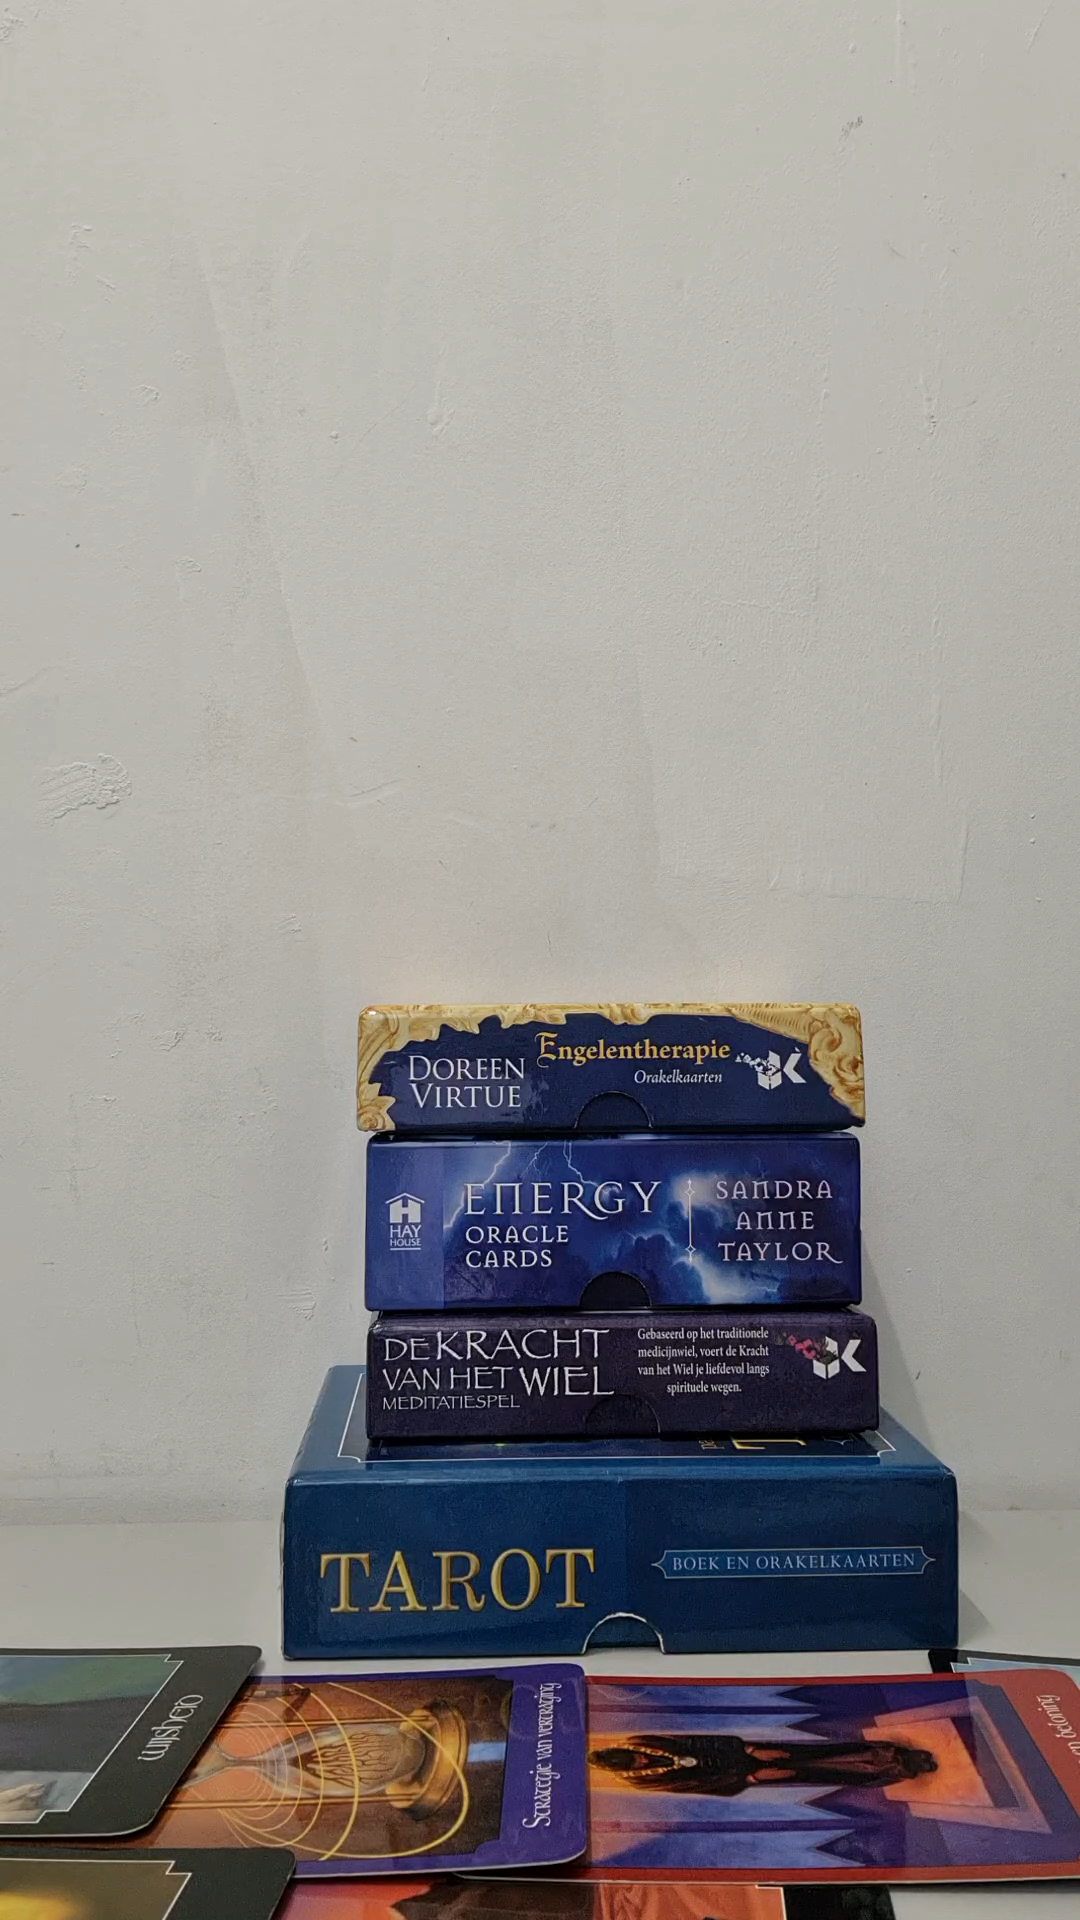 DOREEN
VIRTUE
Engelentherapie
Orakelkaarten
K
HAY
HOUSE
ENERGY
ORACLE
CARDS
SANDRA
ANNE
TAYLOR
DE KRACHT
VAN HET WIEL
MEDITATIESPEL
Gebaseerd op het traditionele
medicijnwiel, voert de Kracht
van het Wiel je liefdevol langs
spirituele wegen.
K
TAROT
BOEK EN ORAKELKAARTEN
Wijsheid
Strategie van vertraging
beloning